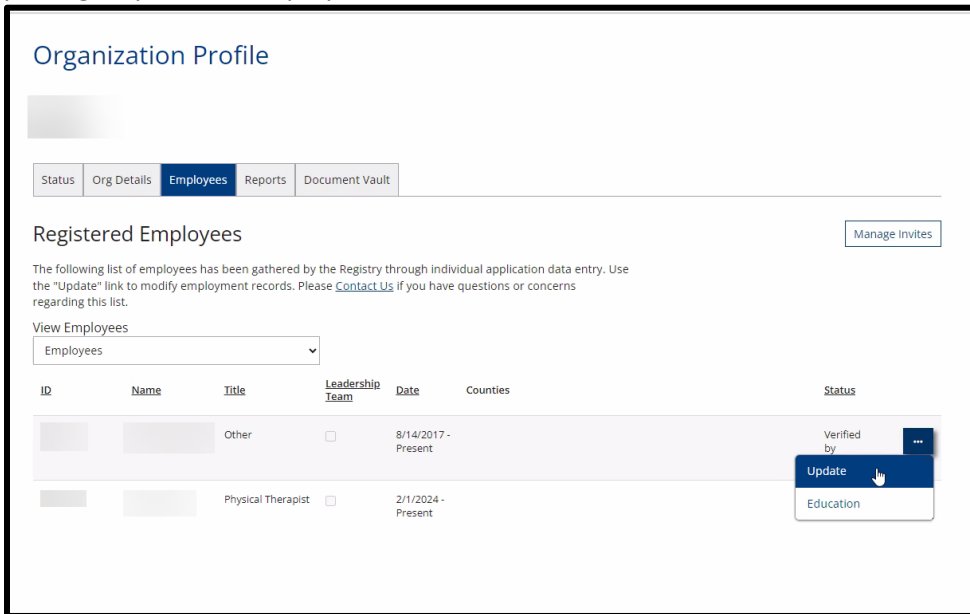 Organization Profile
Status Org Details Employees Reports Document Vault
Registered Employees
Manage Invites
The following list of employees has been gathered by the Registry through individual application data entry. Use
the "Update" link to modify employment records. Please Contact Us if you have questions or concerns
regarding this list.
View Employees
Employees
ID Name Title Leadership Team Date Counties Status
Other 8/14/2017 - Present Verified by ...
Update
Education
Physical Therapist 2/1/2024 - Present